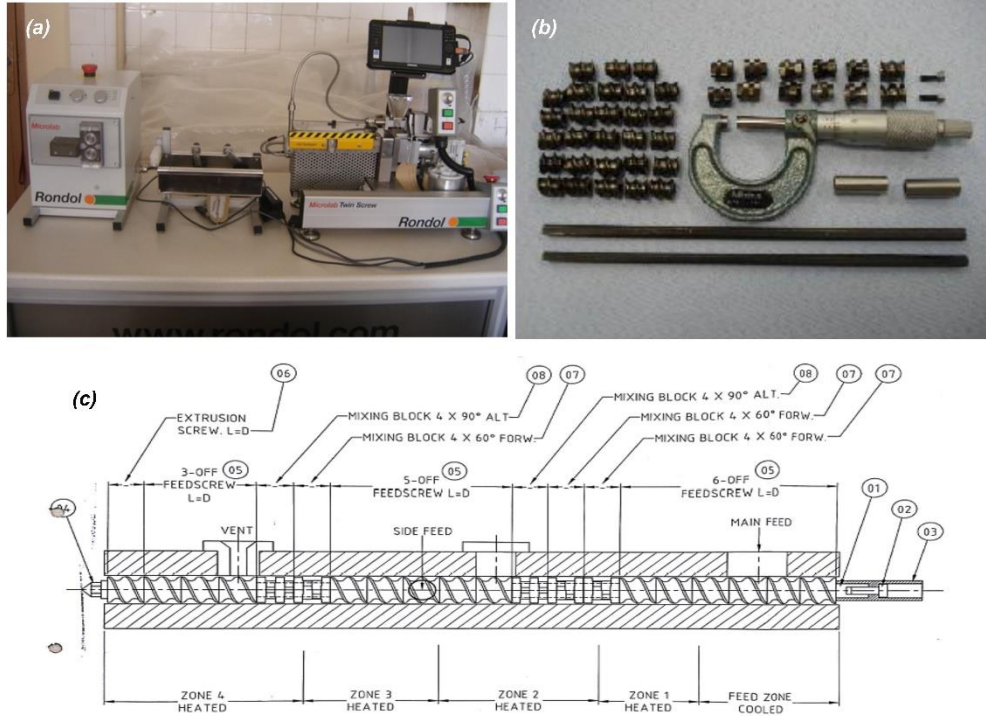 (a)
Microlab
Rondol
Microlab Twin Screw
Rondol
www.rondol.com
(b)
(c)
06
08
07
08
07
07
EXTRUSION
SCREW. L=D
MIXING BLOCK 4 X 90° ALT
MIXING BLOCK 4 X 60° FORW.
MIXING BLOCK 4 X 90° ALT.
MIXING BLOCK 4 X 60° FORW.
MIXING BLOCK 4 X 60° FORW.
3-OFF 05
FEEDSCREW
L=D
5-OFF 05
FEEDSCREW L=D
6-OFF 05
FEEDSCREW L=D
VENT
SIDE FEED
MAIN FEED
01
02
03
04
ZONE 4
HEATED
ZONE 3
HEATED
ZONE 2
HEATED
ZONE 1
HEATED
FEED ZONE
COOLED